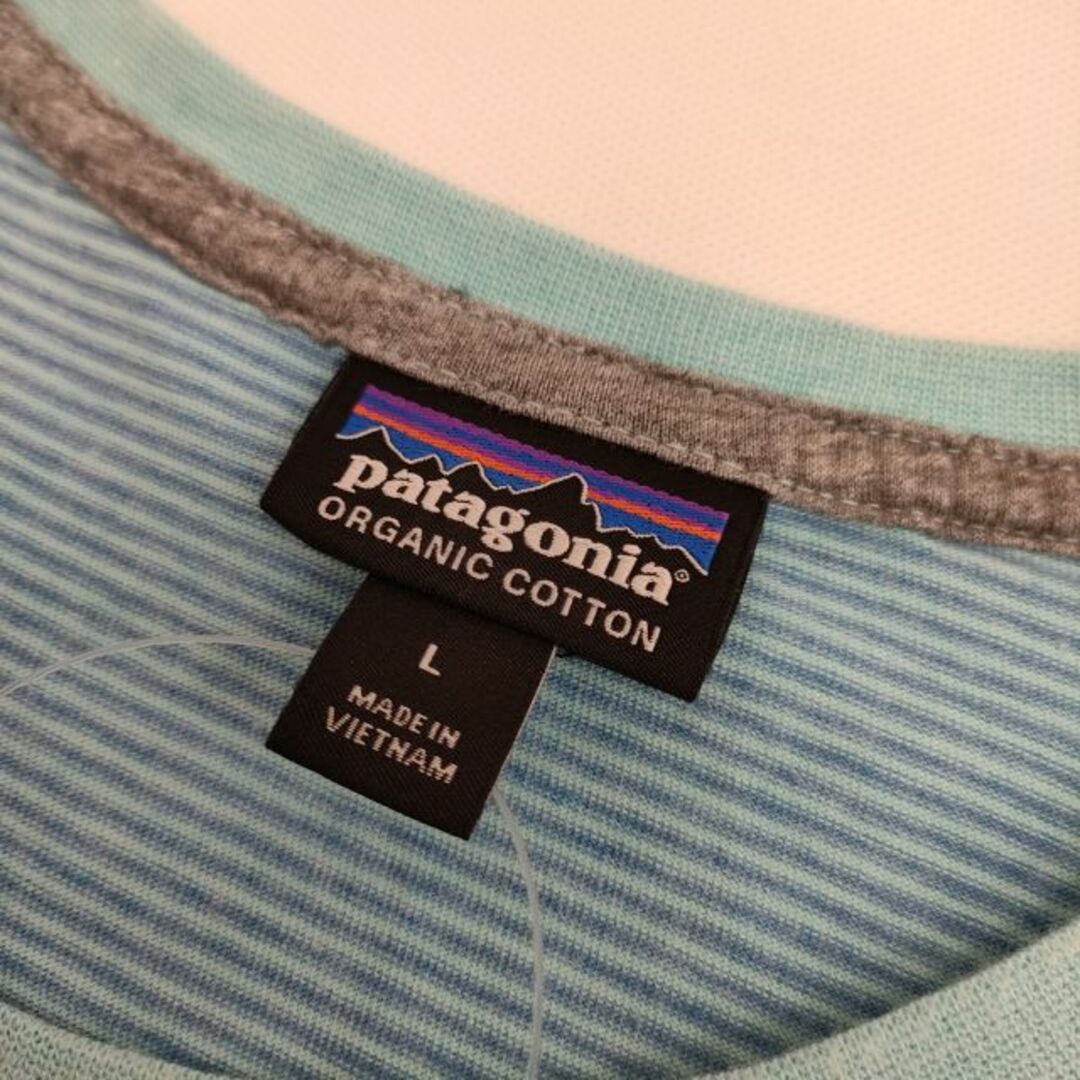 patagonia®
ORGANIC COTTON
L
MADE IN
VIETNAM